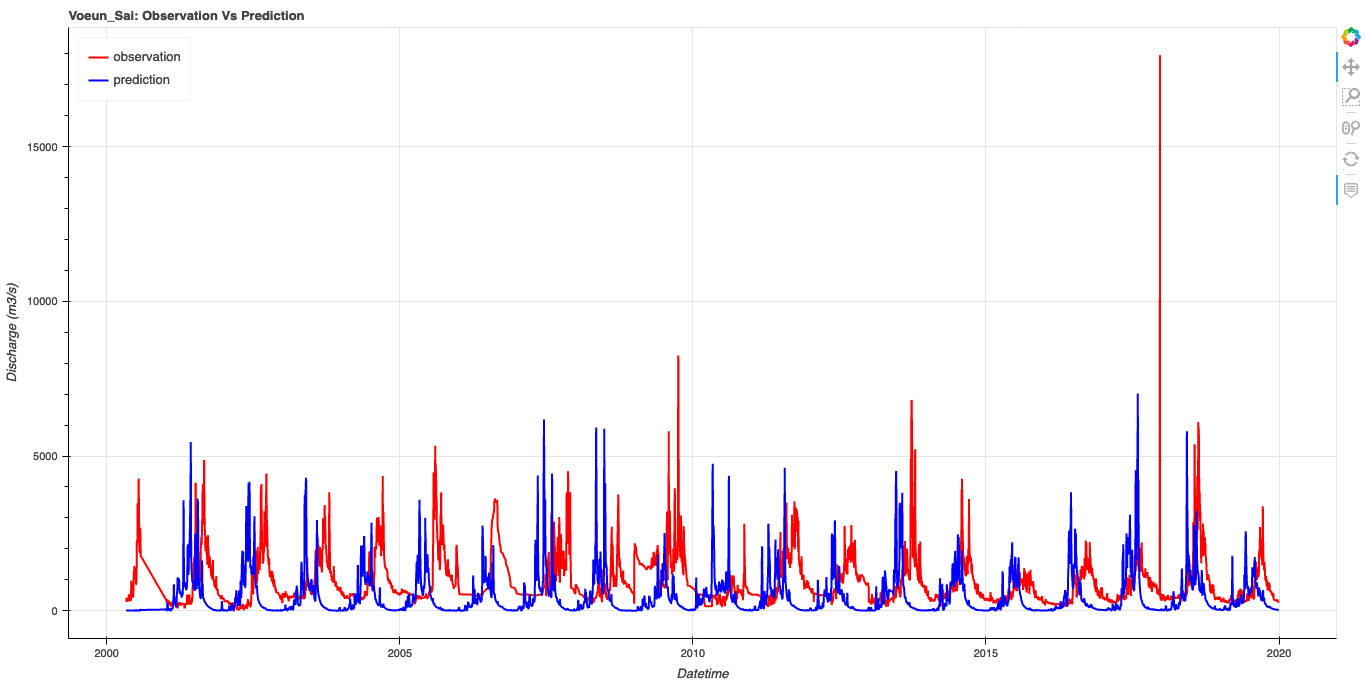 Voeun_Sai: Observation Vs Prediction
observation
prediction
15000
10000
5000
0
Discharge (m3/s)
2000
2005
2010
2015
2020
Datetime